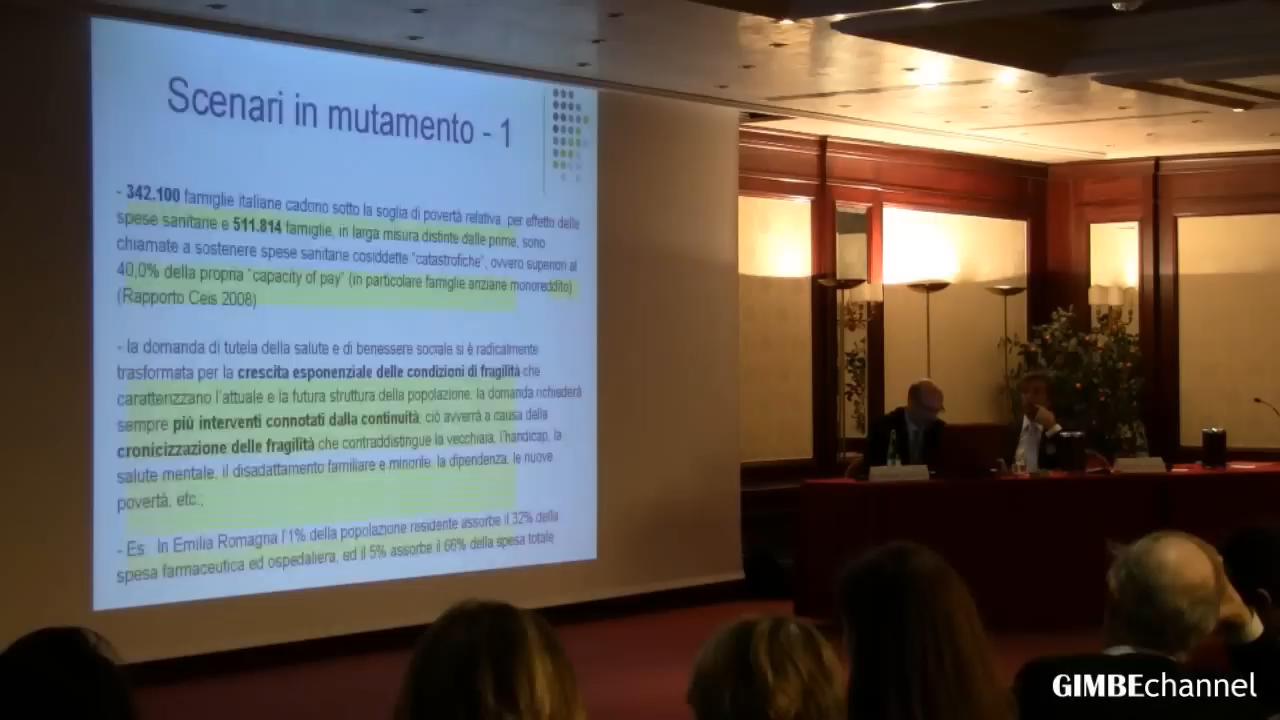 Scenari in mutamento - 1
- 342.100 famiglie italiane cadono sotto la soglia di povertà relativa per effetto delle
spese sanitarie e 511.814 famiglie, in larga misura distinte dalle prime, sono
chiamate a sostenere spese sanitarie cosiddette "catastrofiche", ovvero superiori al
40,0% della propria "capacity of pay" (in particolare famiglie anziane monoreddito)
(Rapporto Ceis 2008)
- la domanda di tutela della salute e di benessere sociale si è radicalmente
trasformata per la crescita esponenziale delle condizioni di fragilità che
caratterizzano l'attuale e la futura struttura della popolazione, la domanda richiederà
sempre più interventi connotati dalla continuità, ciò avverrà a causa della
cronicizzazione delle fragilità che contraddistingue la vecchiaia, l'handicap, la
salute mentale, il disadattamento familiare e minorile, la dipendenza, le nuove
povertà, etc.,
- Es. In Emilia Romagna l'1% della popolazione residente assorbe il 32% della
spesa farmaceutica ed ospedaliera, ed il 5% assorbe il 66% della spesa totale
GIMBEchannel